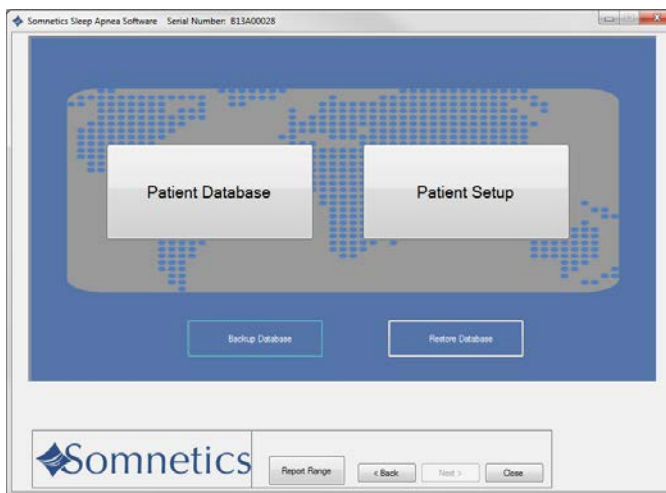 Somnetics Sleep Apnea Software Serial Number: B13A00028
Patient Database
Patient Setup
Backup Database
Restore Database
Somnetics
Report Range
< Back
Next >
Close